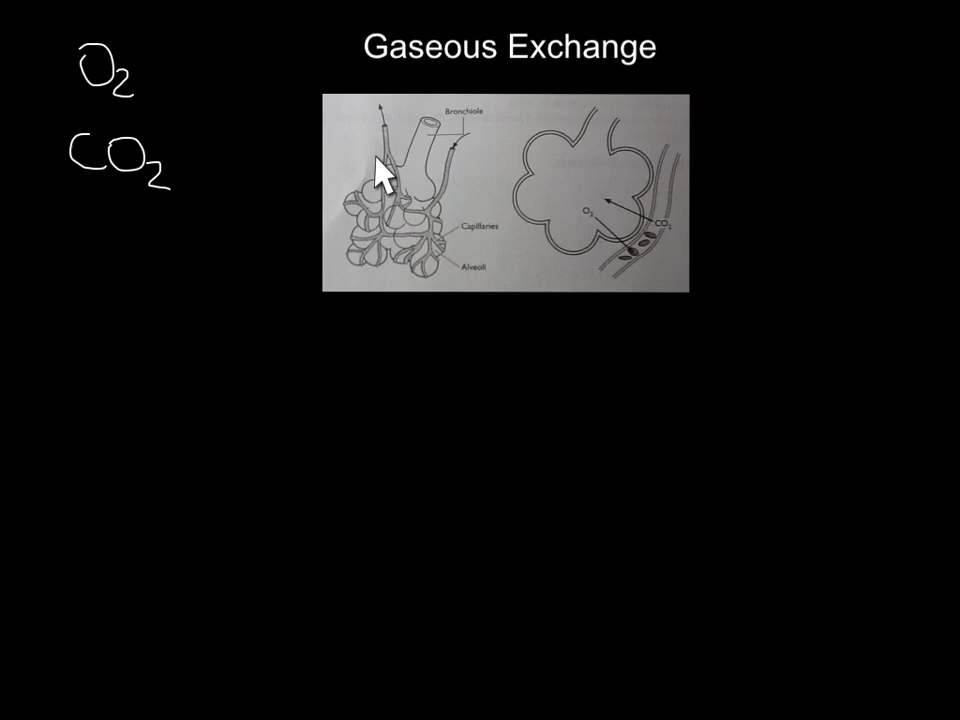 Gaseous Exchange
O2
CO2
Bronchiole
Capillaries
Alveoli
O2
CO2